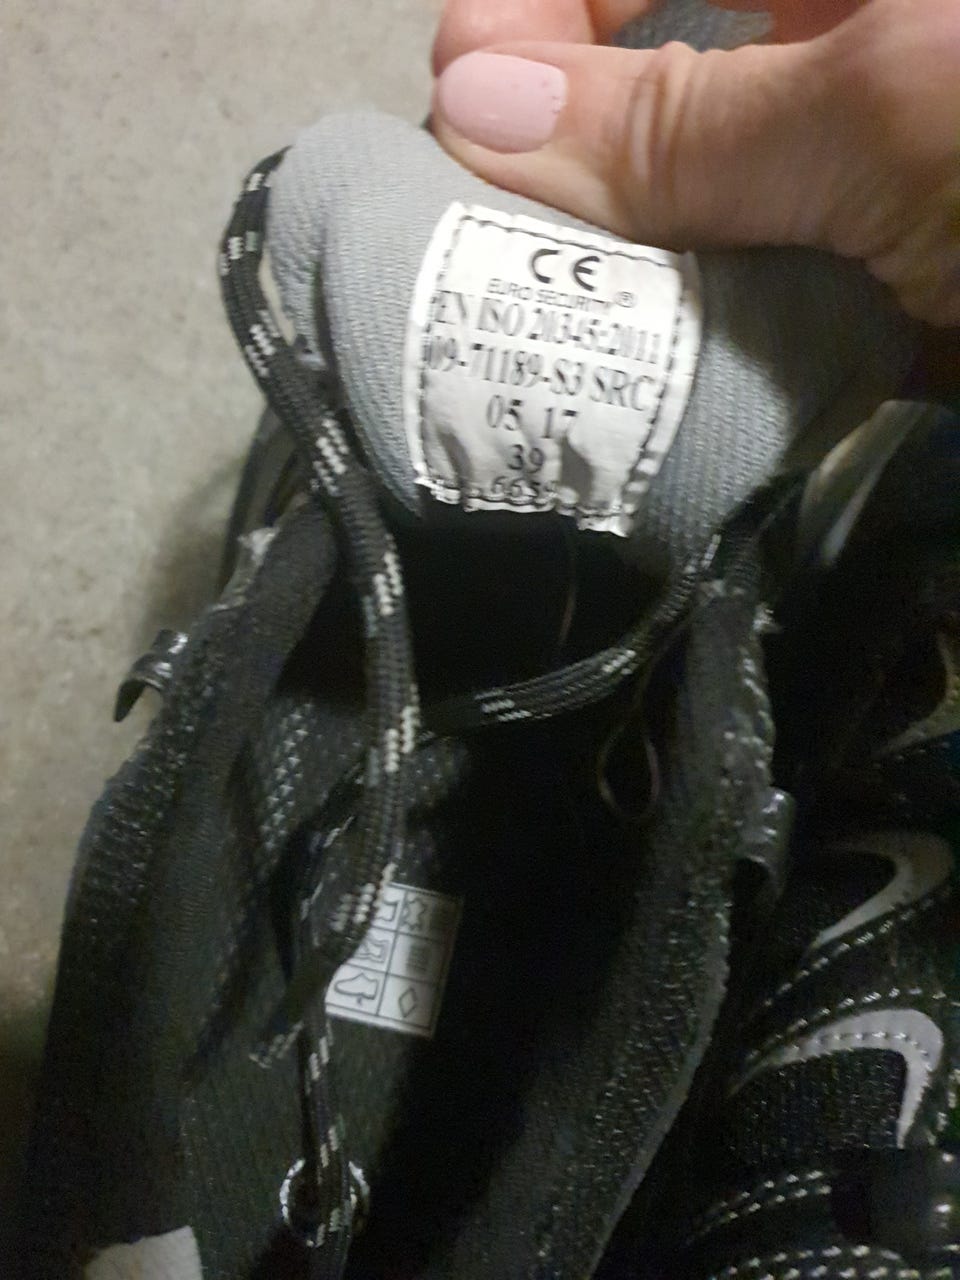 CE
EURO SECURITY®
EN ISO 20345:2011
09-71189-S3 SRC
05 17
39